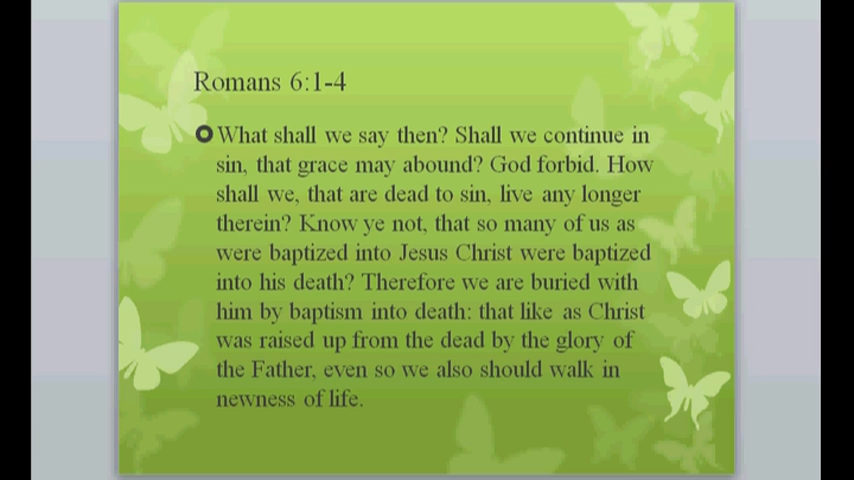 Romans 6:1-4
What shall we say then? Shall we continue in
sin, that grace may abound? God forbid. How
shall we, that are dead to sin, live any longer
therein? Know ye not, that so many of us as
were baptized into Jesus Christ were baptized
into his death? Therefore we are buried with
him by baptism into death: that like as Christ
was raised up from the dead by the glory of
the Father, even so we also should walk in
newness of life.